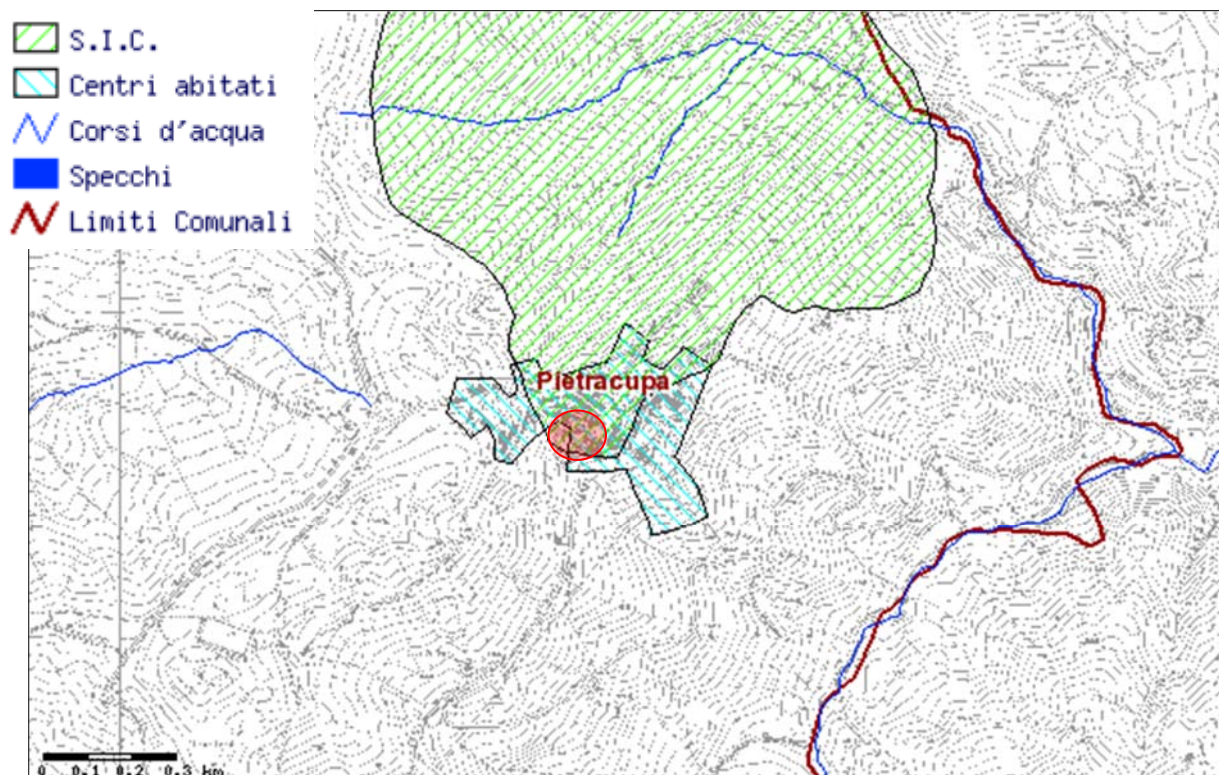 S.I.C.
Centri abitati
Corsi d'acqua
Specchi
Limiti Comunali
Pietracupa
0 0.1 0.2 0.3 km